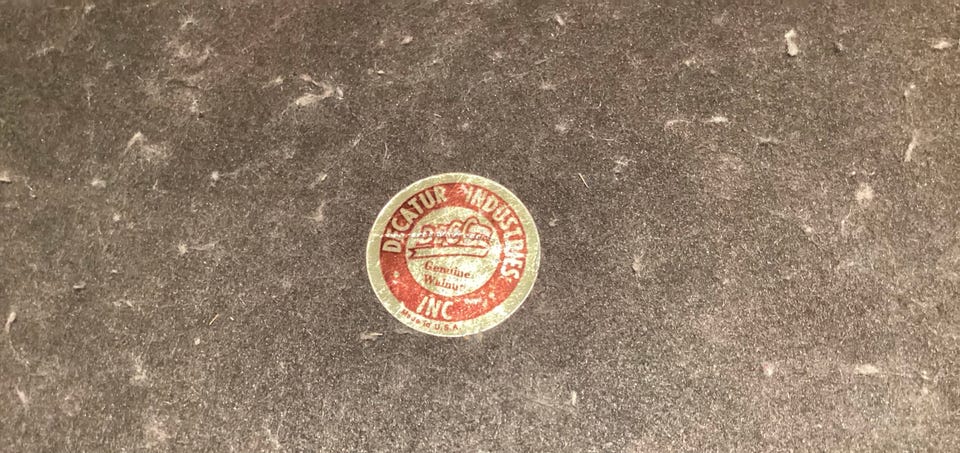 DECATUR INDUSTRIES
Genuine
Walnut
INC
Made in U.S.A.